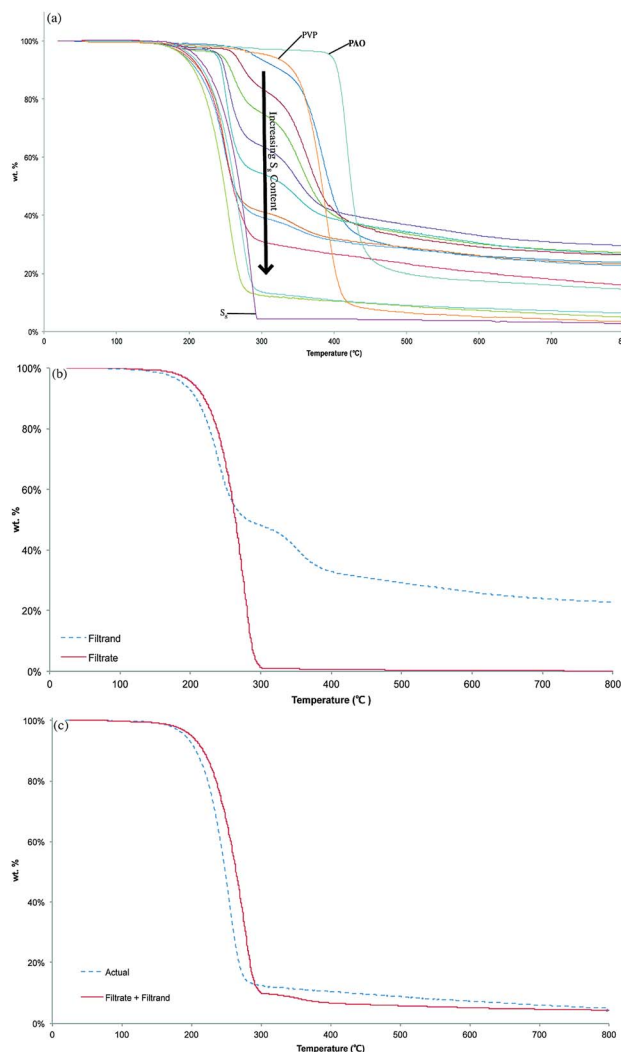 (a)
PVP
PAO
100%
80%
60%
40%
20%
0%
wt. %
Increasing S8 Content
S8
0
100
200
300
400
500
600
700
80
Temperature (℃)
(b)
100%
80%
60%
40%
20%
0%
wt. %
Filtrand
Filtrate
0
100
200
300
400
500
600
700
800
Temperature (℃ )
(c)
100%
80%
60%
40%
20%
0%
wt. %
Actual
Filtrate + Filtrand
0
100
200
300
400
500
600
700
800
Temperature (℃)